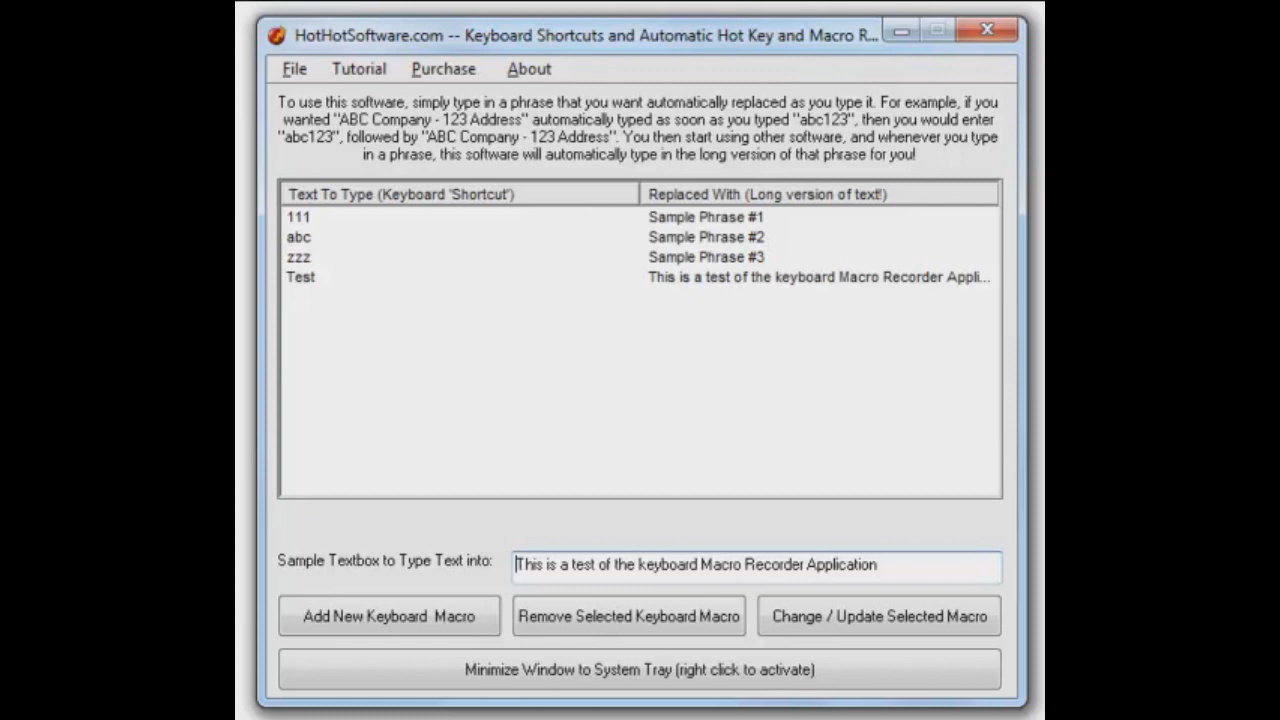 HotHotSoftware.com -- Keyboard Shortcuts and Automatic Hot Key and Macro R...
File Tutorial Purchase About
To use this software, simply type in a phrase that you want automatically replaced as you type it. For example, if you
wanted "ABC Company - 123 Address" automatically typed as soon as you typed "abc123", then you would enter
"abc123", followed by "ABC Company - 123 Address". You then start using other software, and whenever you type
in a phrase, this software will automatically type in the long version of that phrase for you!
Text To Type (Keyboard 'Shortcut') Replaced With (Long version of text!)
111 Sample Phrase #1
abc Sample Phrase #2
zzz Sample Phrase #3
Test This is a test of the keyboard Macro Recorder Appli...
Sample Textbox to Type Text into: This is a test of the keyboard Macro Recorder Application
Add New Keyboard Macro Remove Selected Keyboard Macro Change / Update Selected Macro
Minimize Window to System Tray (right click to activate)